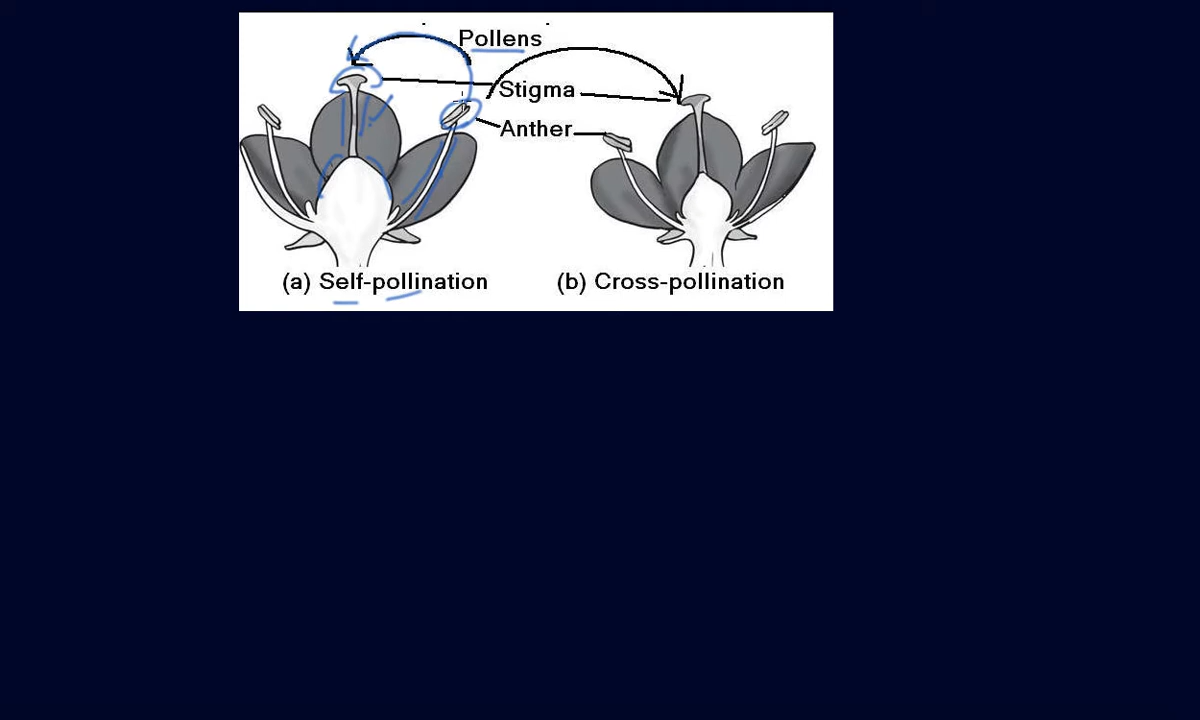 Pollens
Stigma
Anther
(a) Self-pollination
(b) Cross-pollination